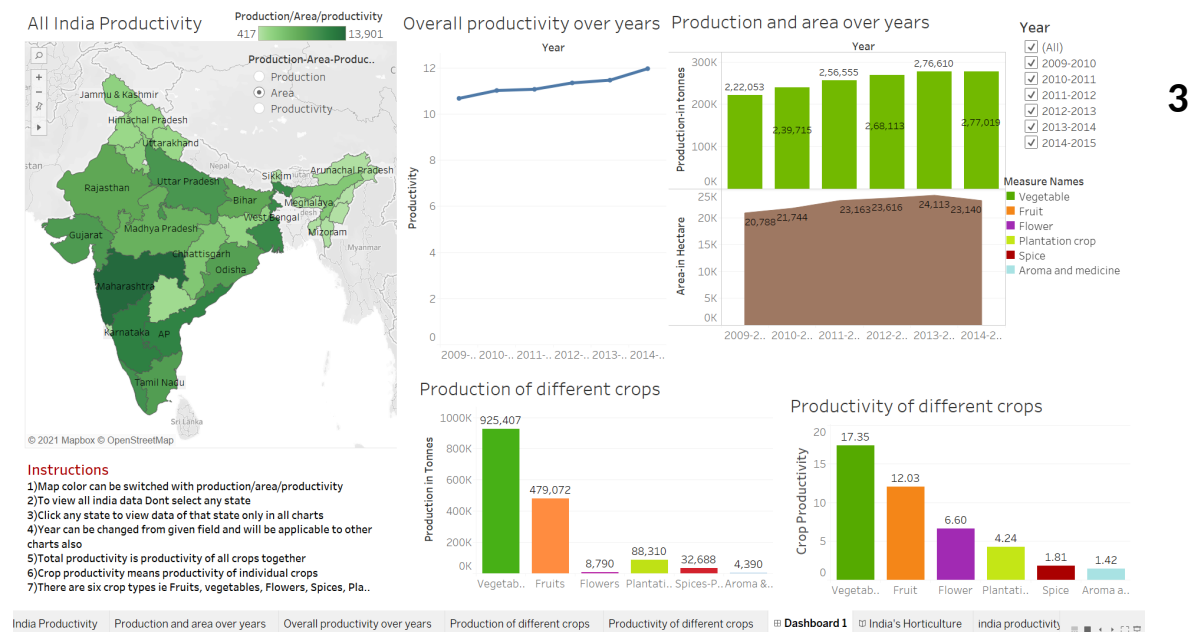 All India Productivity
Production/Area/productivity
417 13,901
Production-Area-Produc..
Production
Area
Productivity
Jammu & Kashmir
Himachal Pradesh
Uttarakhand
stan
Nepal
Sikkim
Arunachal Pradesh
Rajasthan
Uttar Pradesh
Bihar
Meghalaya
desh
West Bengal
Gujarat
Madhya Pradesh
Mizoram
Myanmar
Chhattisgarh
Odisha
Maharashtra
Karnataka
AP
Tamil Nadu
Sri Lanka
© 2021 Mapbox © OpenStreetMap
Overall productivity over years
Year
Productivity
12
10
8
6
4
2
0
2009-.. 2010-.. 2011-.. 2012-.. 2013-.. 2014-..
Production and area over years
Year
Production-in tonnes
300K
200K
100K
0K
2,22,053
2,39,715
2,56,555
2,68,113
2,76,610
2,77,019
Area-in Hectare
25K
20K
15K
10K
5K
0K
20,788
21,744
23,163
23,616
24,113
23,140
2009-2.. 2010-2.. 2011-2.. 2012-2.. 2013-2.. 2014-2..
Year
(All)
2009-2010
2010-2011
2011-2012
2012-2013
2013-2014
2014-2015
3
Measure Names
Vegetable
Fruit
Flower
Plantation crop
Spice
Aroma and medicine
Instructions
1)Map color can be switched with production/area/productivity
2)To view all india data Dont select any state
3)Click any state to view data of that state only in all charts
4)Year can be changed from given field and will be applicable to other
charts also
5)Total productivity is productivity of all crops together
6)Crop productivity means productivity of individual crops
7)There are six crop types ie Fruits, vegetables, Flowers, Spices, Pla..
Production of different crops
Production in Tonnes
1000K
800K
600K
400K
200K
0K
925,407
479,072
8,790
88,310
32,688
4,390
Vegetab.. Fruits Flowers Plantati.. Spices-P.. Aroma &..
Productivity of different crops
Crop Productivity
20
15
10
5
0
17.35
12.03
6.60
4.24
1.81
1.42
Vegetab.. Fruit Flower Plantati.. Spice Aroma a..
India Productivity
Production and area over years
Overall productivity over years
Production of different crops
Productivity of different crops
Dashboard 1
India's Horticulture
india productivity